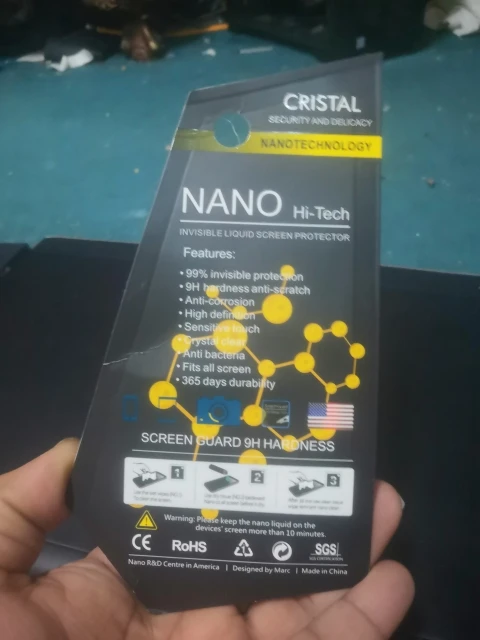 CRISTAL
SECURITY AND DELICACY
NANOTECHNOLOGY
NANO Hi-Tech
INVISIBLE LIQUID SCREEN PROTECTOR
Features:
• 99% invisible protection
• 9H hardness anti-scratch
• Anti-corrosion
• High definition
• Sensitive touch
• Crystal clear
• Anti bacteria
• Fits all screen
• 365 days durability
SCREEN GUARD 9H HARDNESS
1 2 3
Warning: Please keep the nano liquid on the
devices' screen more than 10 minutes.
CE RoHS SGS
Nano R&D Centre in America | Designed by Marc | Made in China